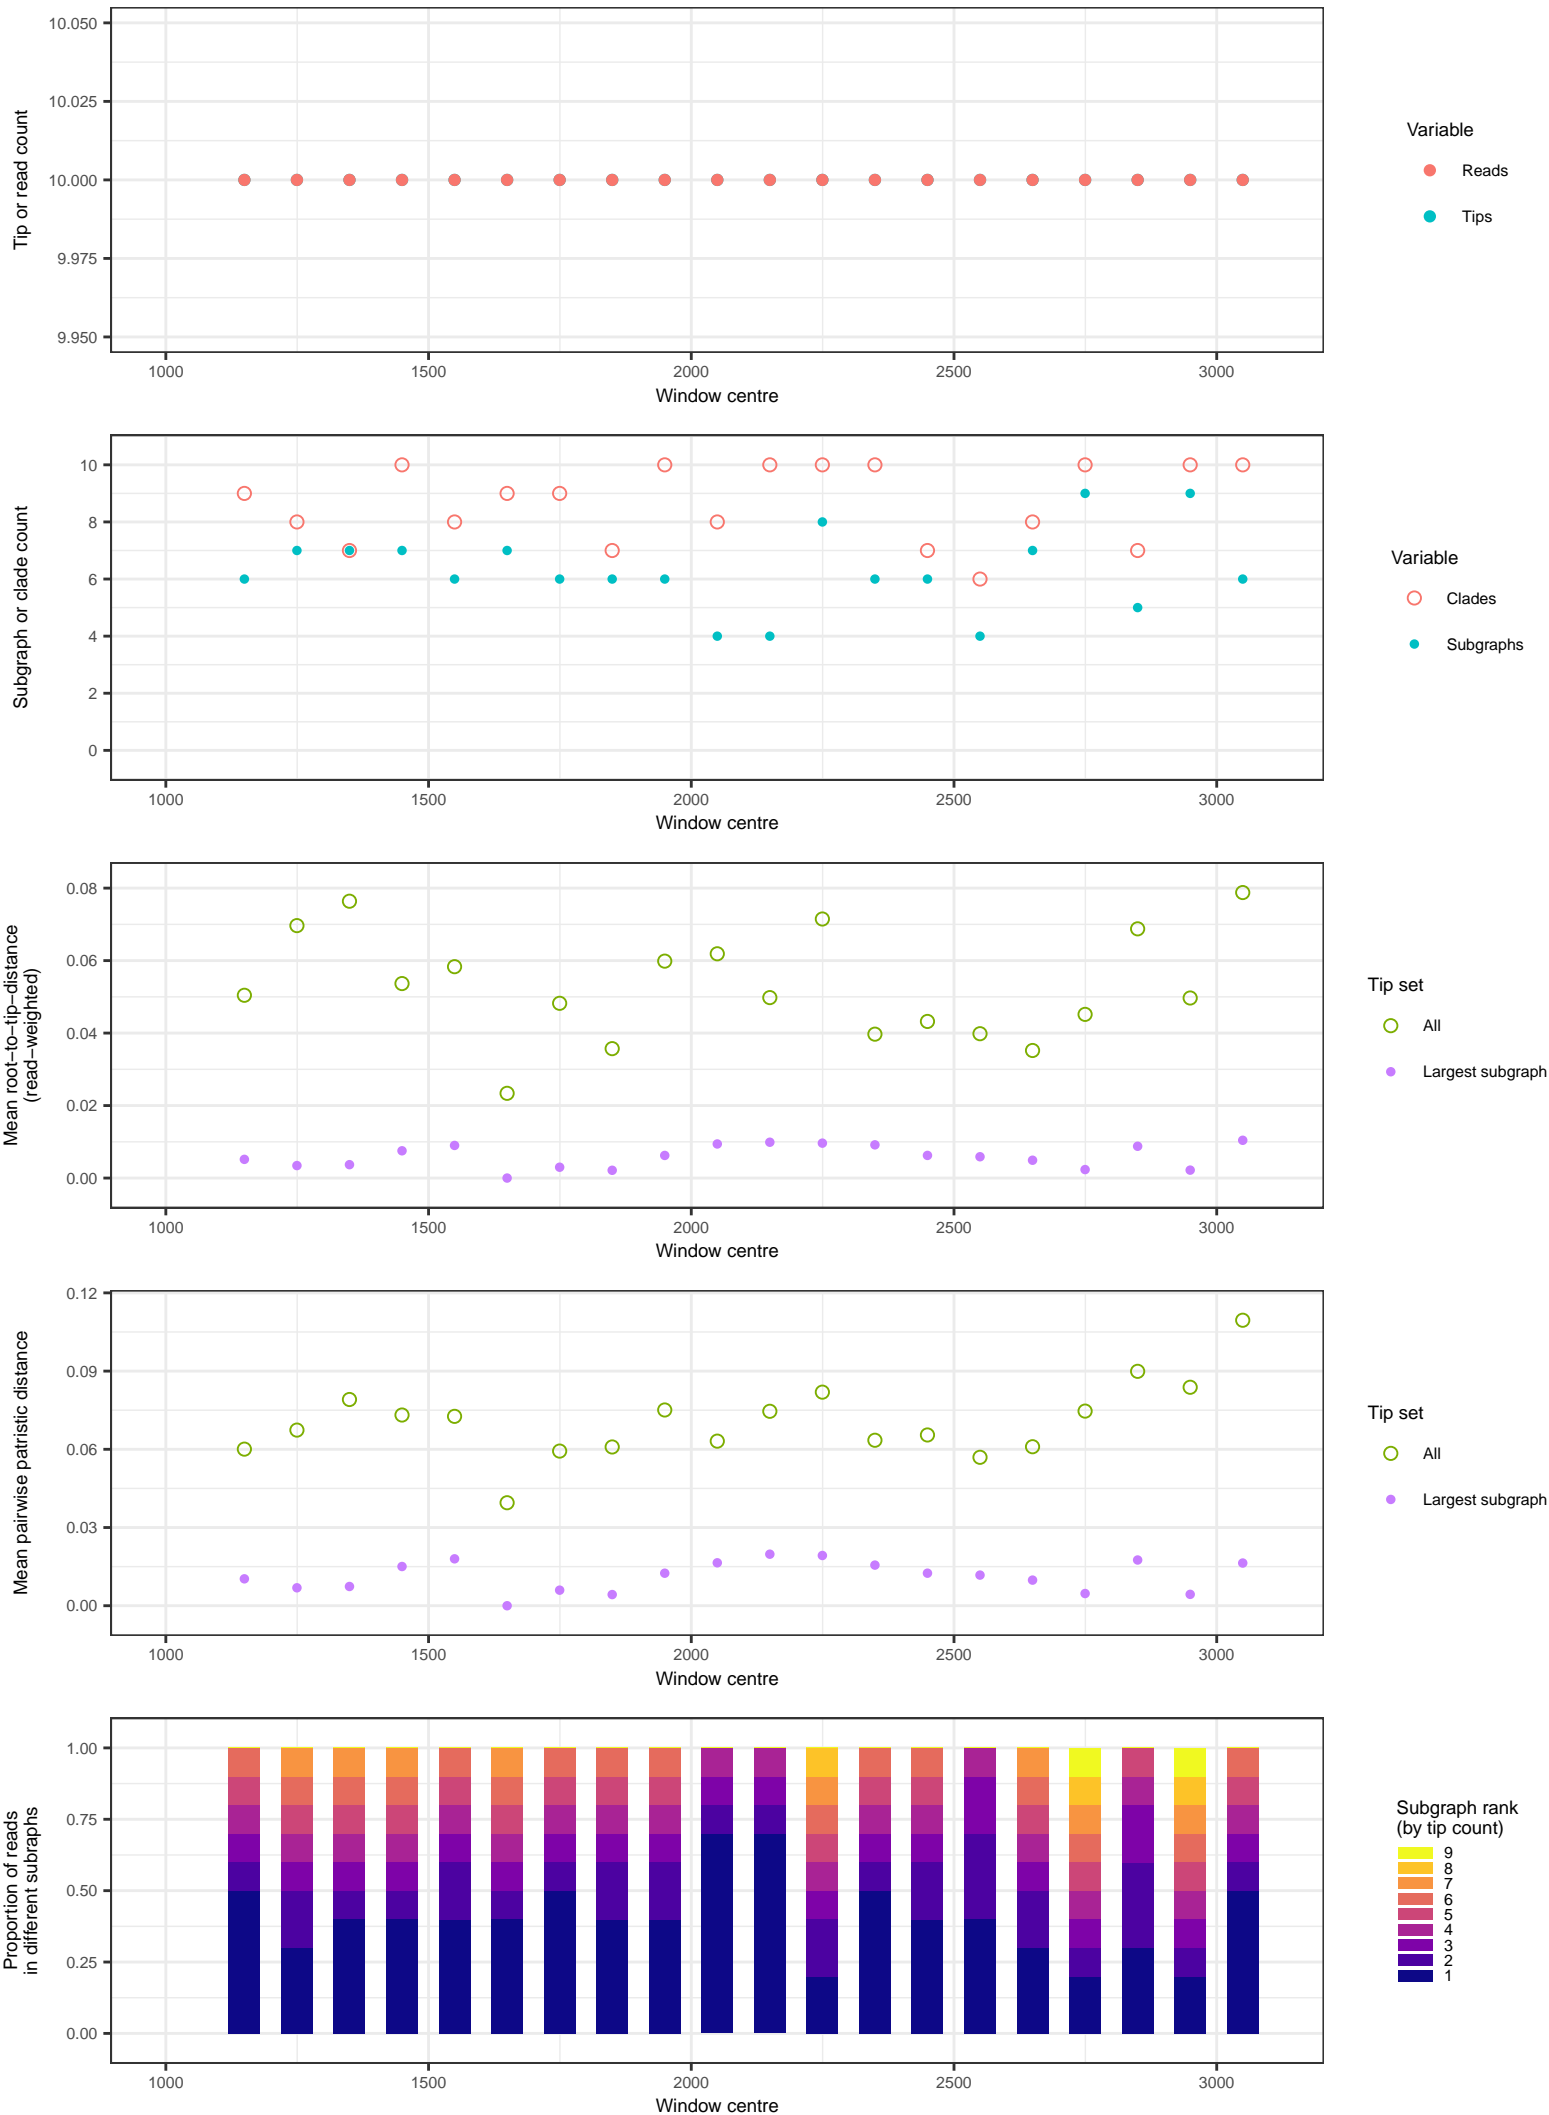 10.050
10.025
10.000
9.975
9.950
Tip or read count
1000 1500 2000 2500 3000
Window centre
Variable
Reads
Tips
10
8
6
4
2
0
Subgraph or clade count
1000 1500 2000 2500 3000
Window centre
Variable
Clades
Subgraphs
0.08
0.06
0.04
0.02
0.00
Mean root−to−tip−distance
(read−weighted)
1000 1500 2000 2500 3000
Window centre
Tip set
All
Largest subgraph
0.12
0.09
0.06
0.03
0.00
Mean pairwise patristic distance
1000 1500 2000 2500 3000
Window centre
Tip set
All
Largest subgraph
1.00
0.75
0.50
0.25
0.00
Proportion of reads
in different subraphs
1000 1500 2000 2500 3000
Window centre
Subgraph rank
(by tip count)
9
8
7
6
5
4
3
2
1